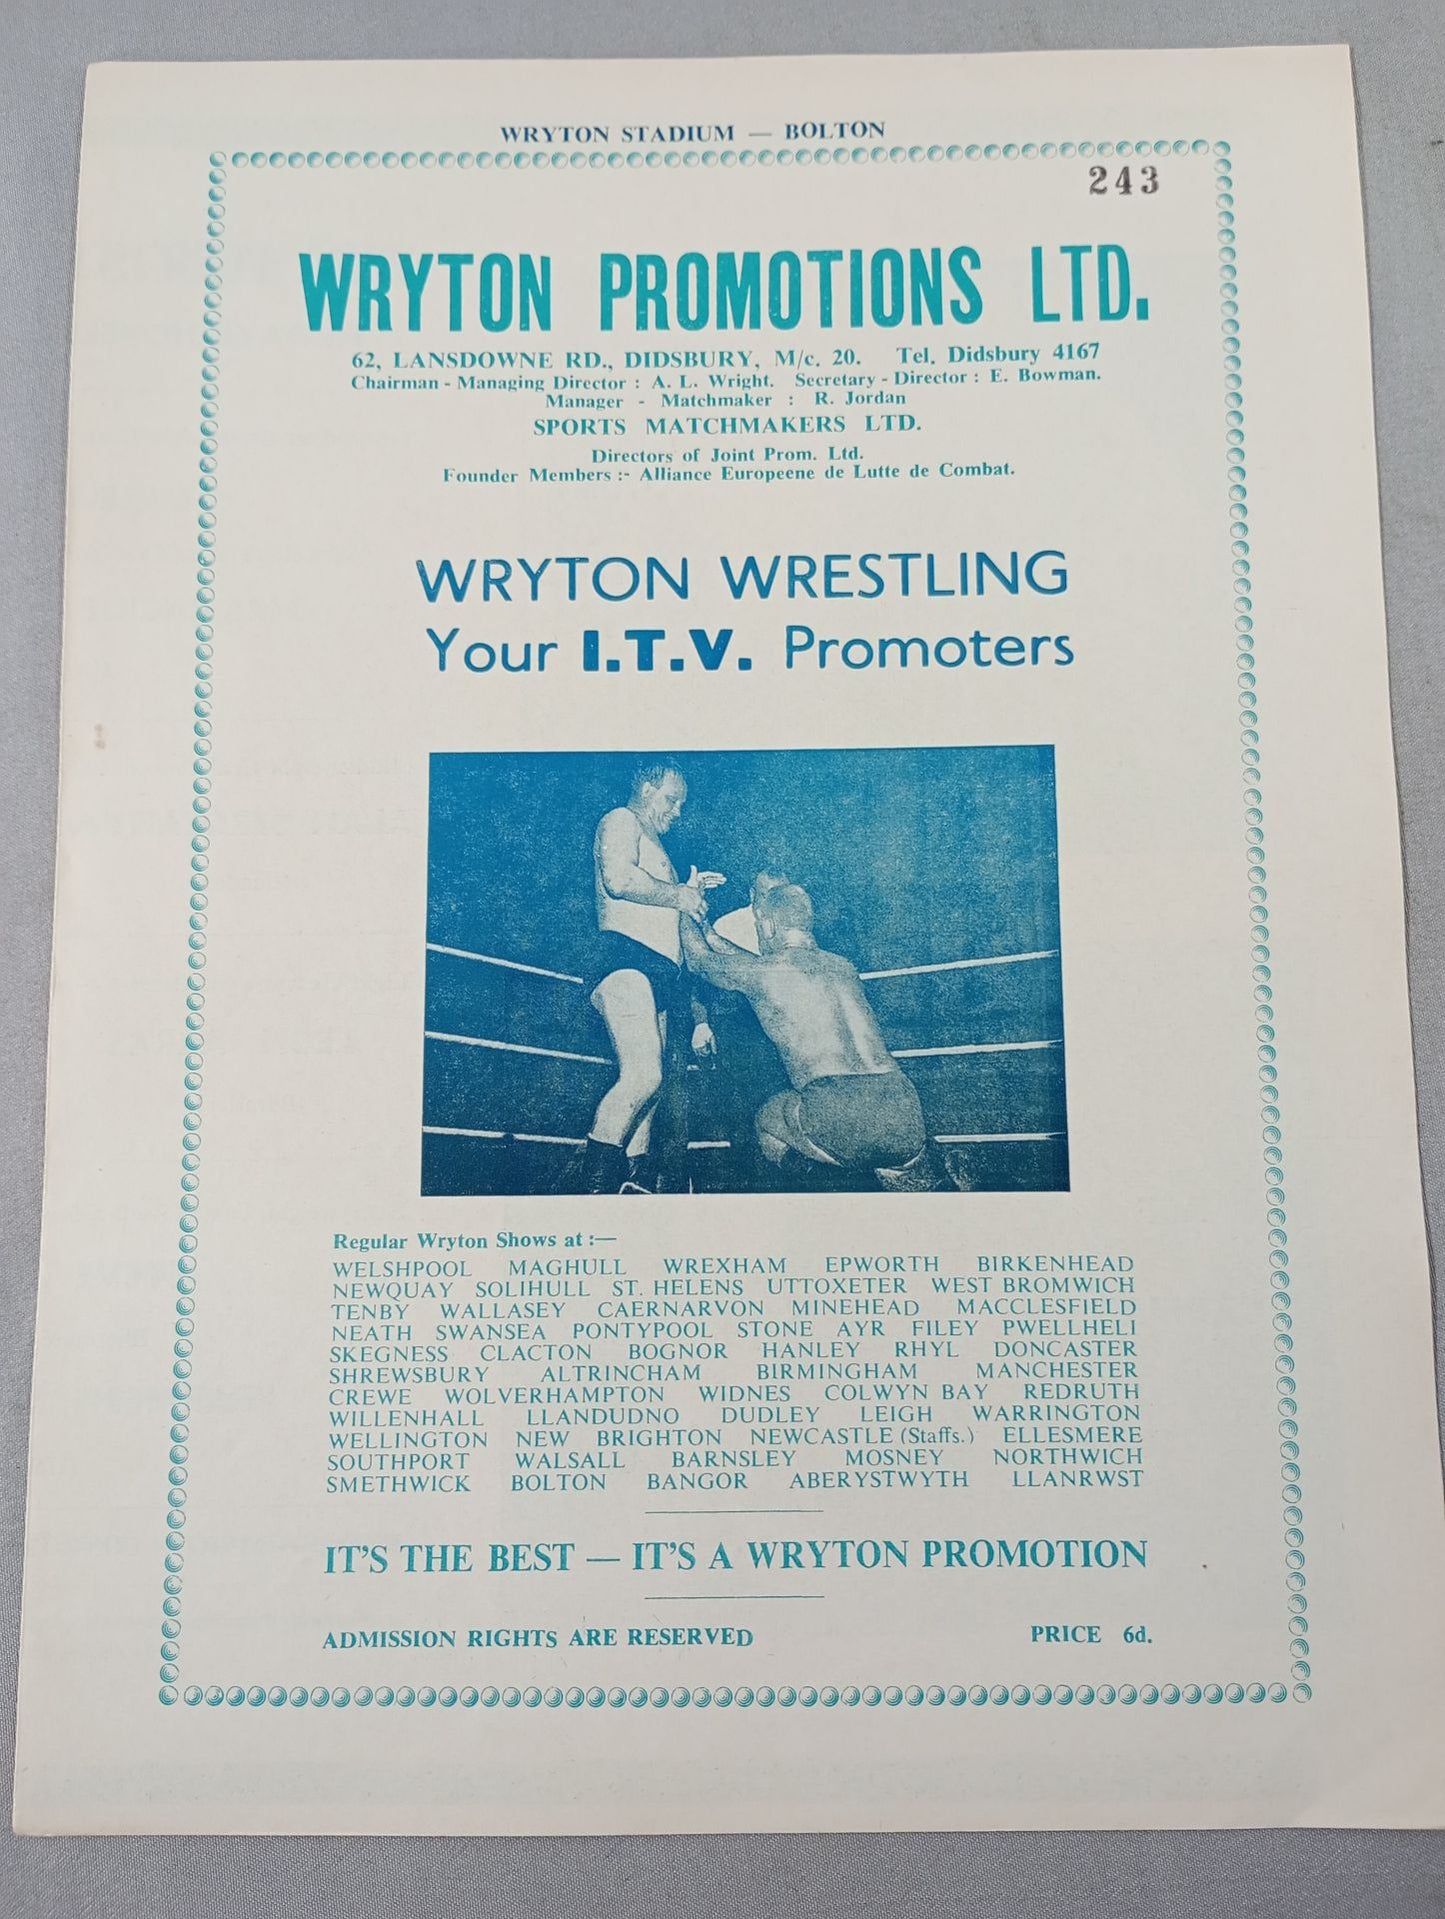 WRYTON STADIUM — BOLTON
243
WRYTON PROMOTIONS LTD.
62, LANSDOWNE RD., DIDSBURY, M/c. 20. Tel. Didsbury 4167
Chairman - Managing Director : A. L. Wright. Secretary - Director : E. Bowman.
Manager - Matchmaker : R. Jordan
SPORTS MATCHMAKERS LTD.
Directors of Joint Prom. Ltd.
Founder Members :- Alliance Europeene de Lutte de Combat.
WRYTON WRESTLING
Your I.T.V. Promoters
Regular Wryton Shows at :—
WELSHPOOL MAGHULL WREXHAM EPWORTH BIRKENHEAD
NEWQUAY SOLIHULL ST. HELENS UTTOXETER WEST BROMWICH
TENBY WALLASEY CAERNARVON MINEHEAD MACCLESFIELD
NEATH SWANSEA PONTYPOOL STONE AYR FILEY PWELLHELI
SKEGNESS CLACTON BOGNOR HANLEY RHYL DONCASTER
SHREWSBURY ALTRINCHAM BIRMINGHAM MANCHESTER
CREWE WOLVERHAMPTON WIDNES COLWYN BAY REDRUTH
WILLENHALL LLANDUDNO DUDLEY LEIGH WARRINGTON
WELLINGTON NEW BRIGHTON NEWCASTLE (Staffs.) ELLESMERE
SOUTHPORT WALSALL BARNSLEY MOSNEY NORTHWICH
SMETHWICK BOLTON BANGOR ABERYSTWYTH LLANRWST
IT'S THE BEST — IT'S A WRYTON PROMOTION
ADMISSION RIGHTS ARE RESERVED PRICE 6d.